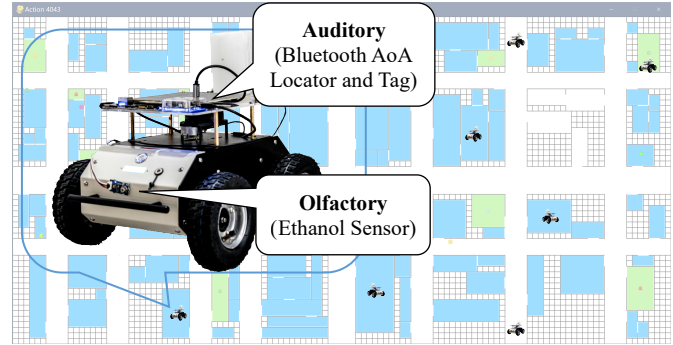 Action 4043
Auditory
(Bluetooth AoA
Locator and Tag)
Olfactory
(Ethanol Sensor)